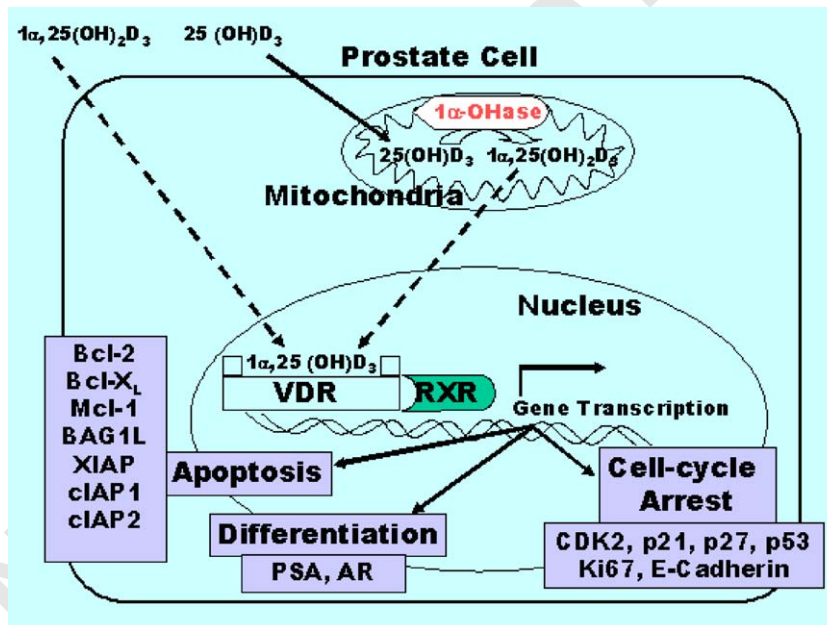 1α,25(OH)₂D₃ 25 (OH)D₃
Prostate Cell
1α-OHase
25(OH)D₃ 1α,25(OH)₂D₃
Mitochondria
Nucleus
1α,25 (OH)D₃
VDR RXR
Gene Transcription
Bcl-2
Bcl-X_L
Mcl-1
BAG1L
XIAP
cIAP1
cIAP2
Apoptosis
Differentiation
PSA, AR
Cell-cycle
Arrest
CDK2, p21, p27, p53
Ki67, E-Cadherin